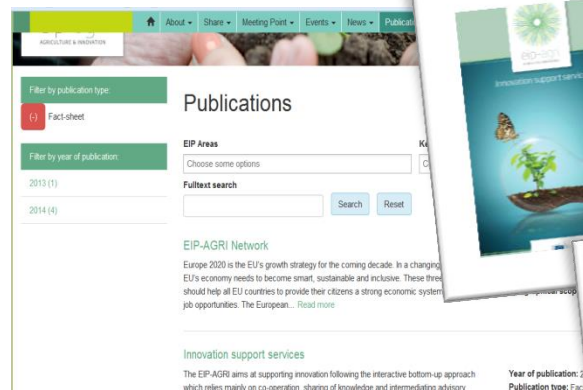 About Share Meeting Point Events News Publicat
AGRICULTURE & INNOVATION
eip-agri
Innovation support servic
Filter by publication type:
(-) Fact-sheet
Filter by year of publication:
2013 (1)
2014 (4)
Publications
EIP Areas
Choose some options
Fulltext search
Search Reset
EIP-AGRI Network
Europe 2020 is the EU's growth strategy for the coming decade. In a changing
EU's economy needs to become smart, sustainable and inclusive. These three
should help all EU countries to provide their citizens a strong economic system
job opportunities. The European... Read more
Innovation support services
The EIP-AGRI aims at supporting innovation following the interactive bottom-up approach
which relies mainly on co-operation, sharing of knowledge and intermediating advisory
Year of publication: 2
Publication type: Fac